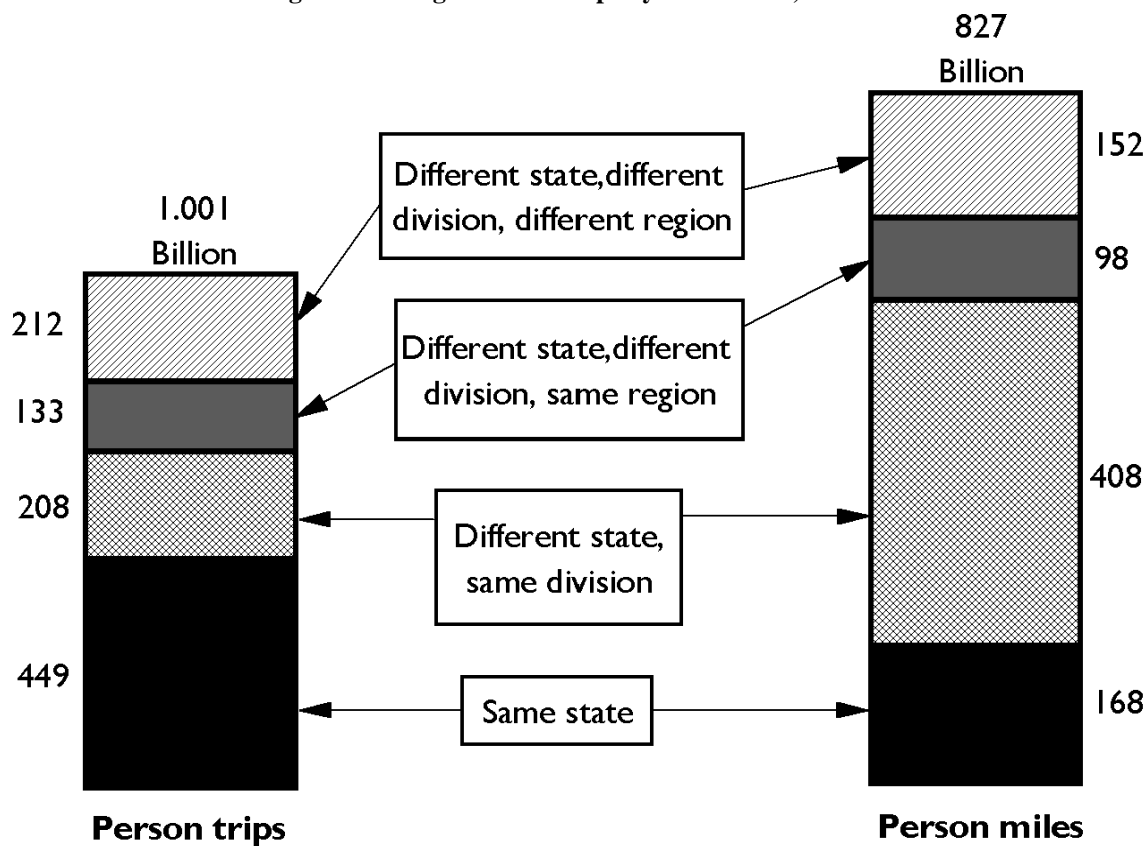 827
Billion
152
Different state,different
division, different region
1.001
Billion
98
212
Different state,different
division, same region
133
408
208
Different state,
same division
449
Same state
168
Person trips
Person miles